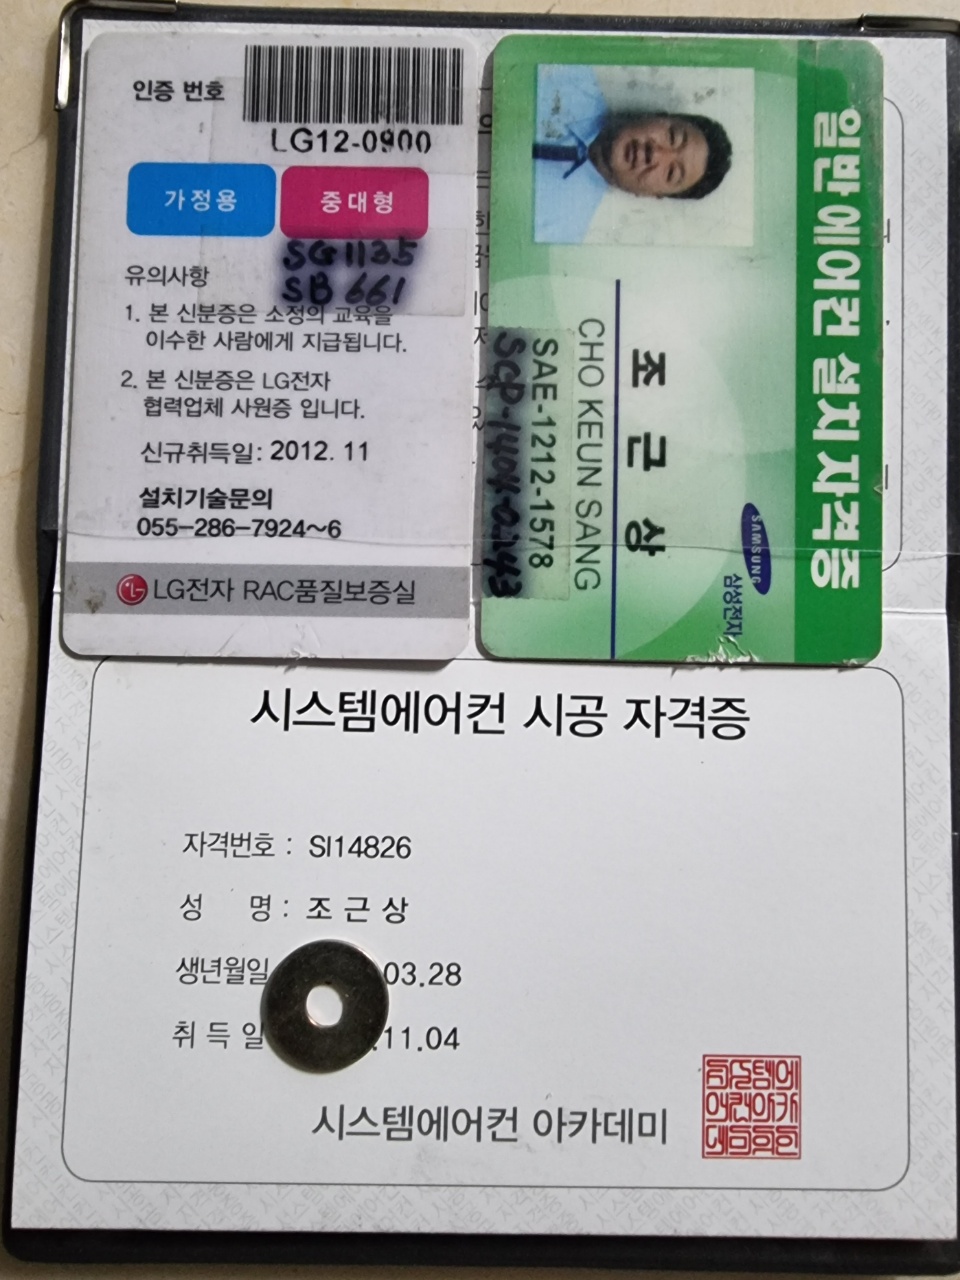 인증 번호
LG12-0900
가정용
중대형
SG1135
SB 661
유의사항
1. 본 신분증은 소정의 교육을
이수한 사람에게 지급됩니다.
2. 본 신분증은 LG전자
협력업체 사원증 입니다.
신규취득일: 2012. 11
설치기술문의
055-286-7924~6
LG전자 RAC품질보증실
일반에어컨 설치자격증
SAMSUNG
삼성전자
조 근 상
CHO KEUN SANG
SAE-1212-1578
시스템에어컨 시공 자격증
자격번호 : SI14826
성 명 : 조 근 상
생년월일 03.28
취 득 일 .11.04
시스템에어컨 아카데미